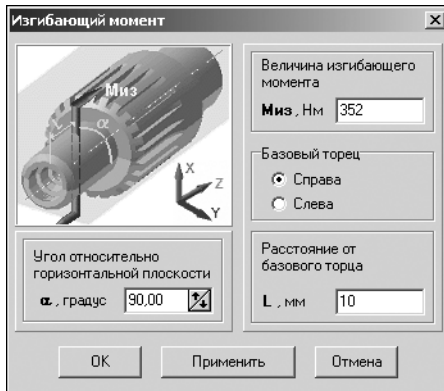 Изгибающий момент
Миз
α
X
Z
Y
Величина изгибающего
момента
Миз , Нм 352
Базовый торец
Справа
Слева
Угол относительно
горизонтальной плоскости
α , градус 90,00
Расстояние от
базового торца
L , мм 10
OK Применить Отмена